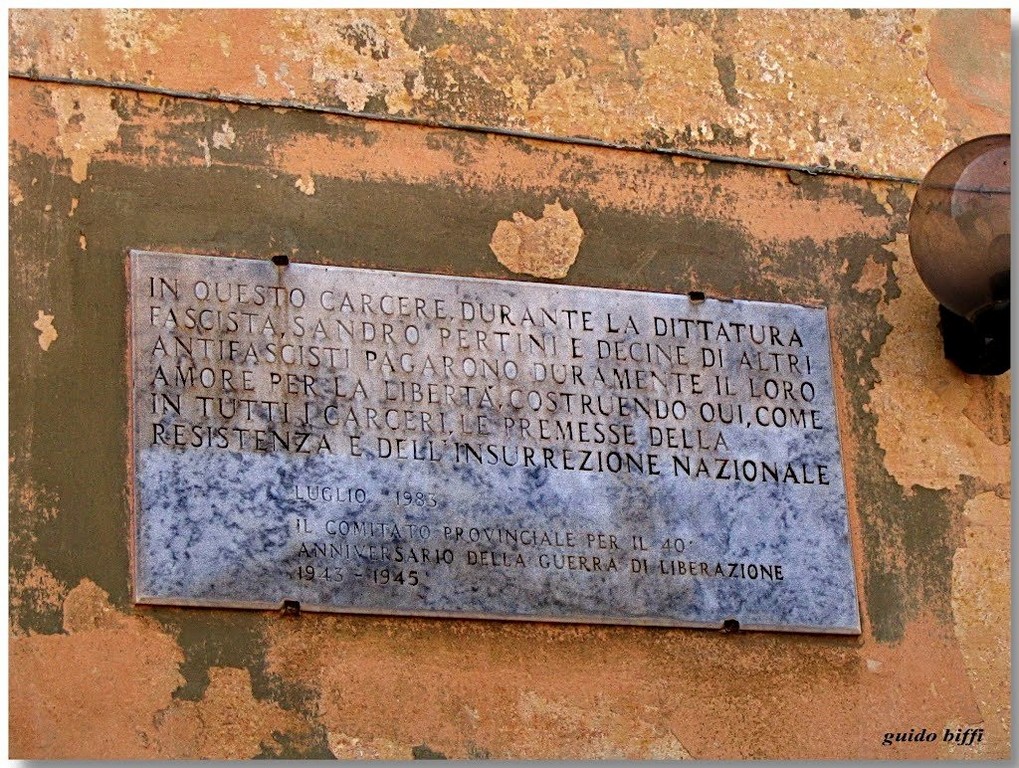 IN QUESTO CARCERE, DURANTE LA DITTATURA
FASCISTA, SANDRO PERTINI E DECINE DI ALTRI
ANTIFASCISTI PAGARONO DURAMENTE IL LORO
AMORE PER LA LIBERTÁ, COSTRUENDO QUI, COME
IN TUTTI I CARCERI, LE PREMESSE DELLA
RESISTENZA E DELL'INSURREZIONE NAZIONALE
LUGLIO 1983
IL COMITATO PROVINCIALE PER IL 40°
ANNIVERSARIO DELLA GUERRA DI LIBERAZIONE
1943 - 1945
guido biffi